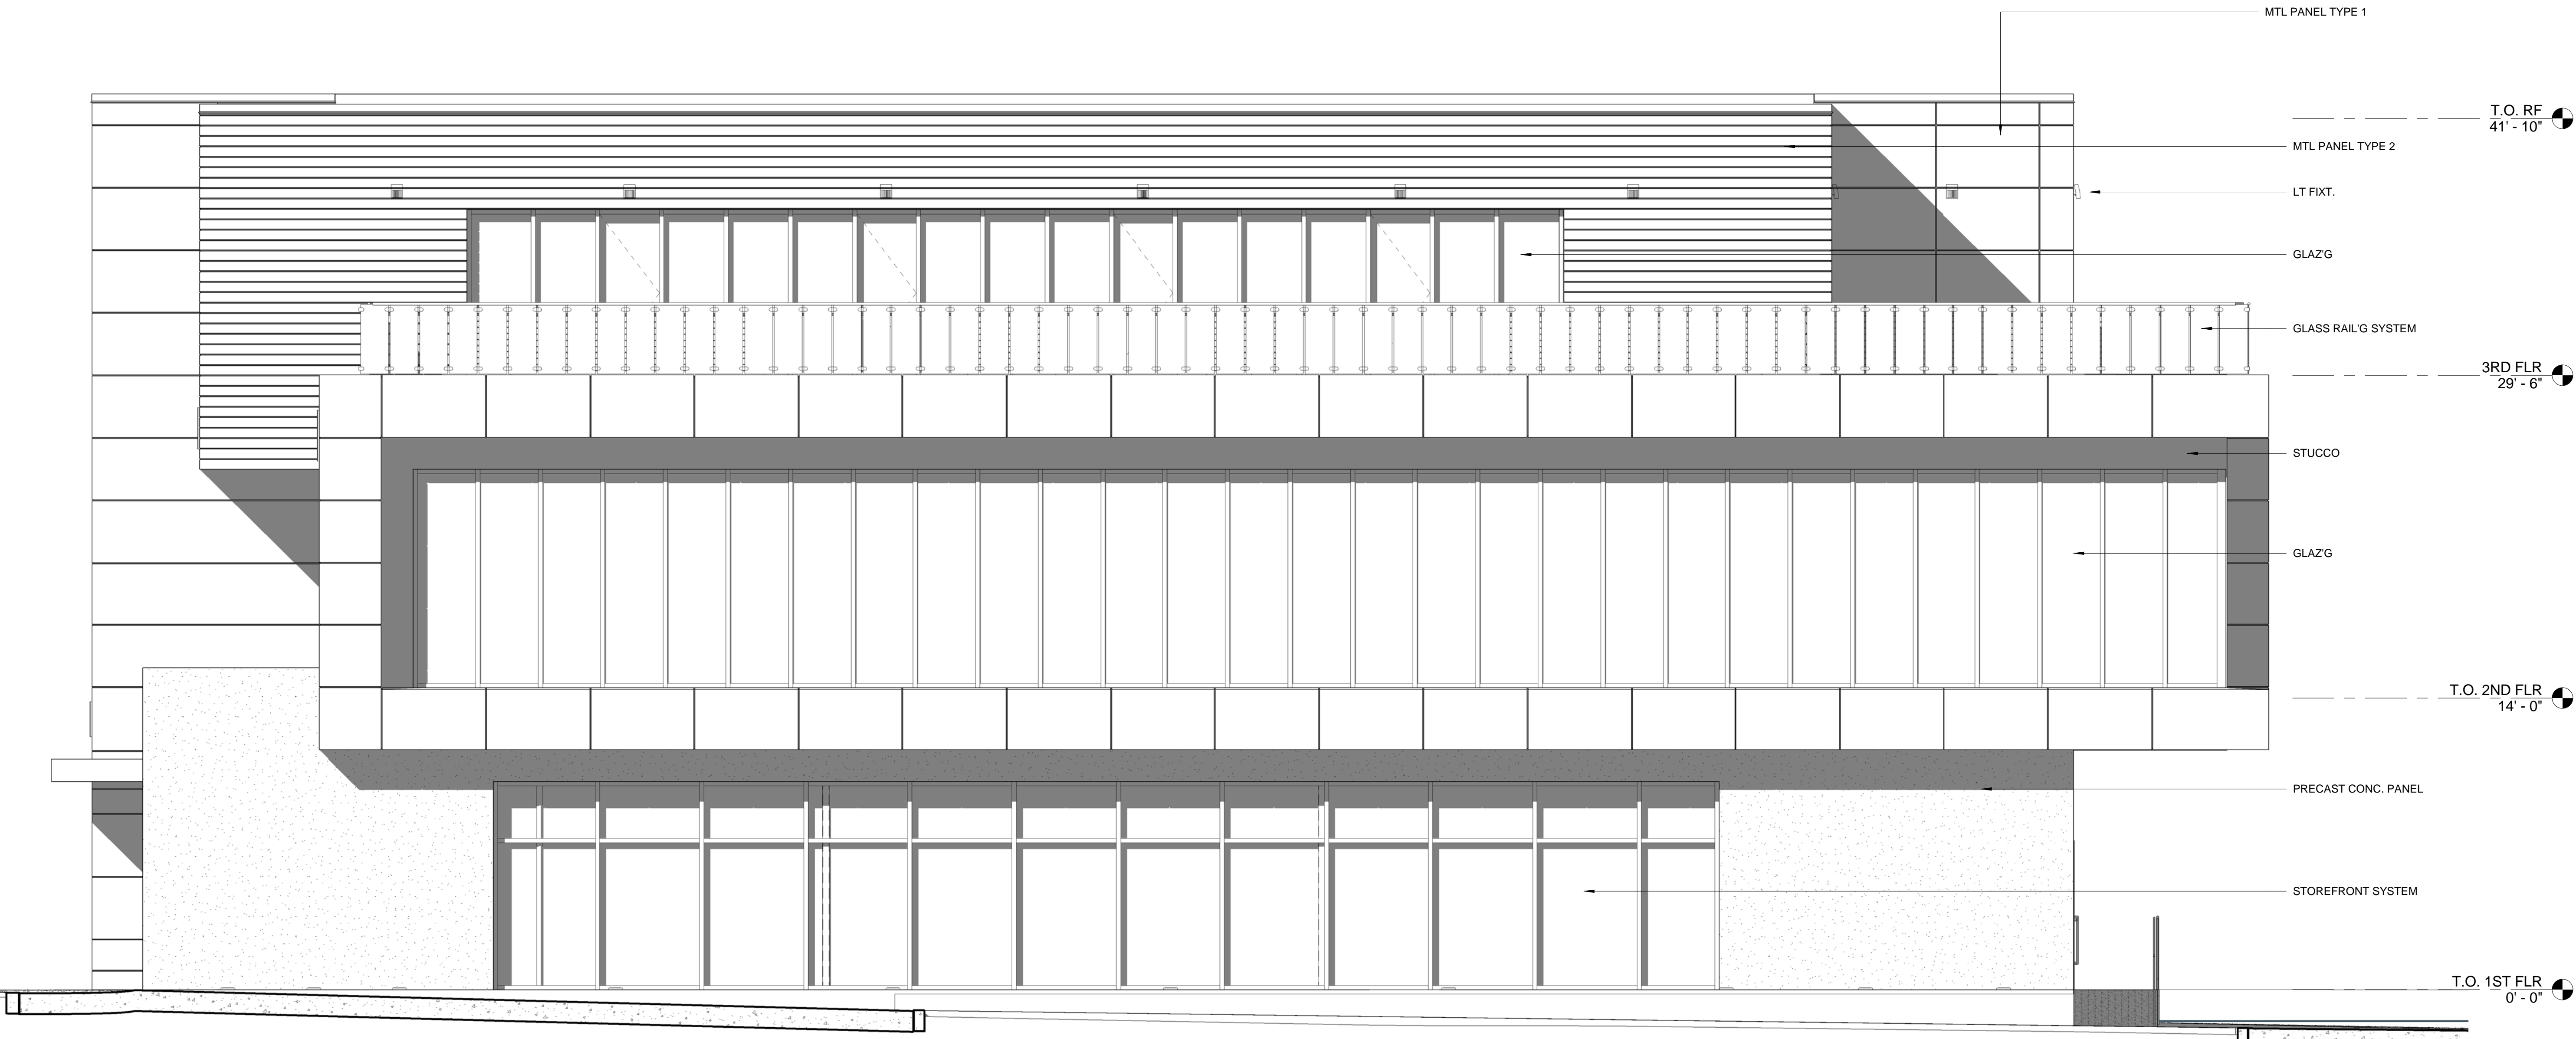 MTL PANEL TYPE 1
T.O. RF
41' - 10"
MTL PANEL TYPE 2
LT FIXT.
GLAZ'G
GLASS RAIL'G SYSTEM
3RD FLR
29' - 6"
STUCCO
GLAZ'G
T.O. 2ND FLR
14' - 0"
PRECAST CONC. PANEL
STOREFRONT SYSTEM
T.O. 1ST FLR
0' - 0"